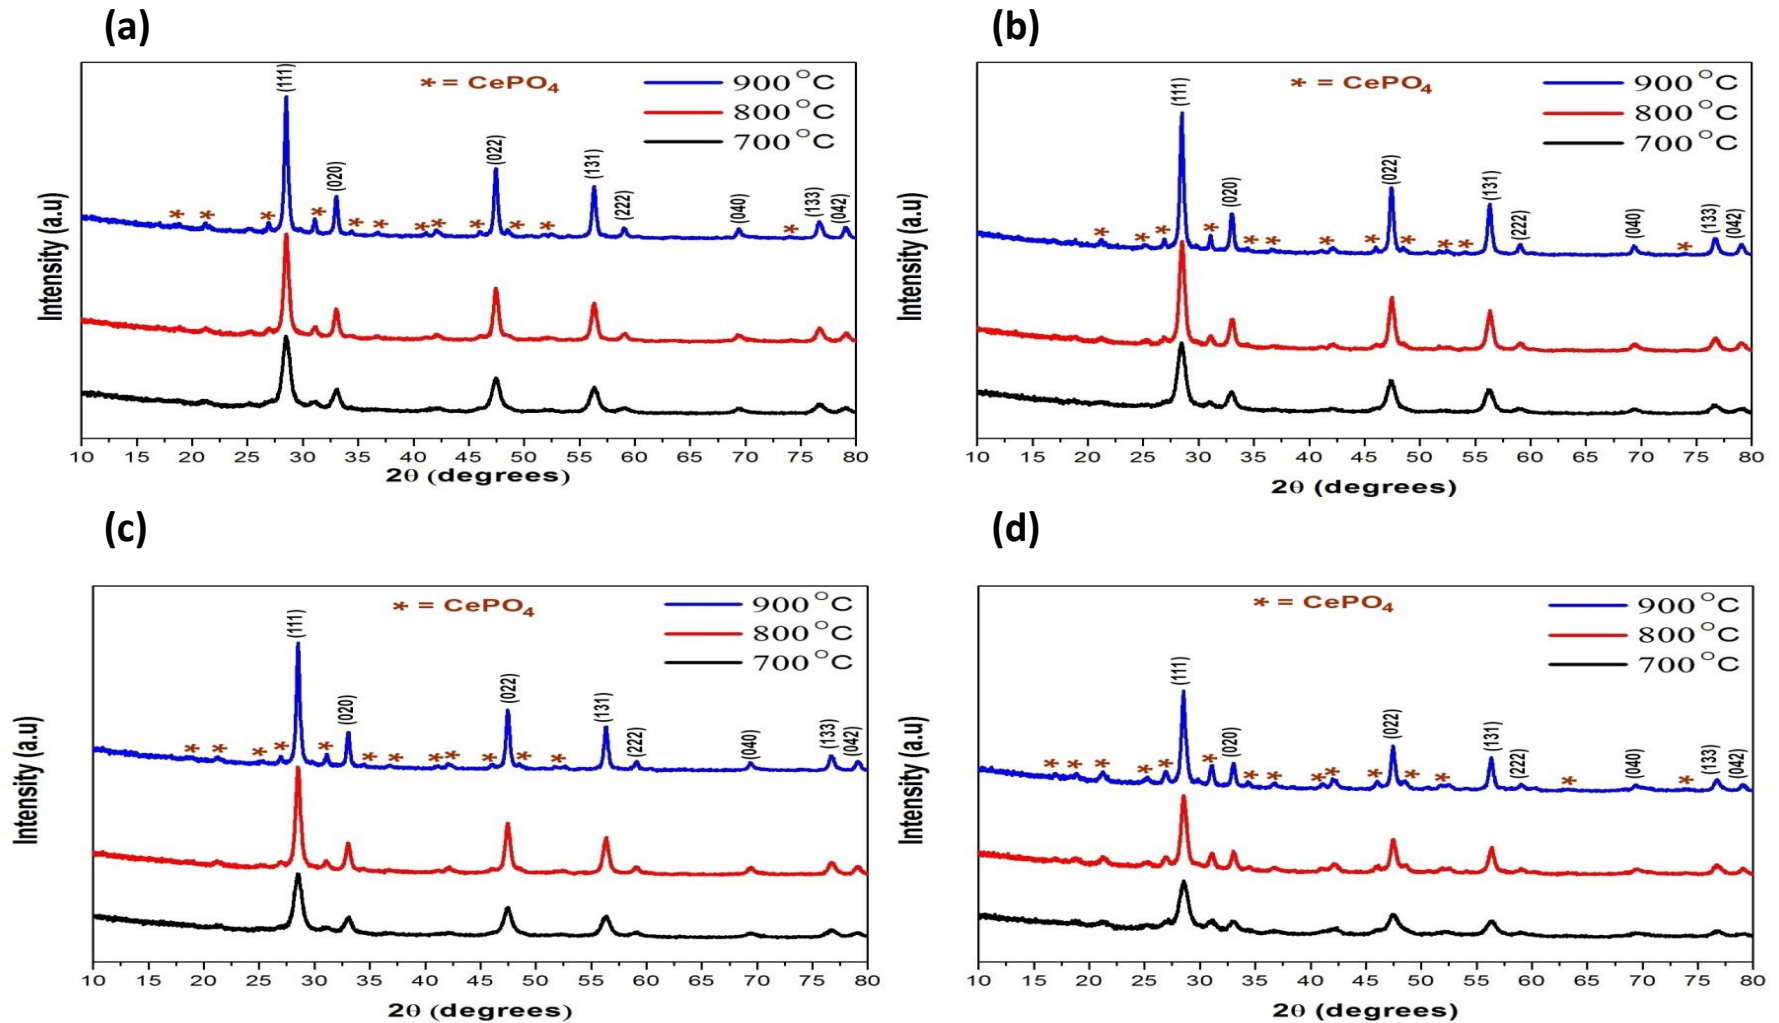 (a)
Intensity (a.u)
* = CePO4
900 °C
800 °C
700 °C
(111)
(020)
(022)
(131)
(222)
(040)
(133)
(042)
* * * * * * * * * * * *
10 20 25 30 35 40 45 50 55 60 65 70 75 80
2θ (degrees)
(b)
Intensity (a.u)
* = CePO4
900 °C
800 °C
700 °C
(111)
(020)
(022)
(131)
(222)
(040)
(133)
(042)
* * * * * * * * * * * *
10 20 25 30 35 40 45 50 55 60 65 70 75 80
2θ (degrees)
(c)
Intensity (a.u)
* = CePO4
900 °C
800 °C
700 °C
(111)
(020)
(022)
(131)
(222)
(040)
(133)
(042)
* * * * * * * * * * * *
10 20 25 30 35 40 45 50 55 60 65 70 75 80
2θ (degrees)
(d)
Intensity (a.u)
* = CePO4
900 °C
800 °C
700 °C
(111)
(020)
(022)
(131)
(222)
(040)
(133)
(042)
* * * * * * * * * * * * * * *
10 20 25 30 35 40 45 50 55 60 65 70 75 80
2θ (degrees)